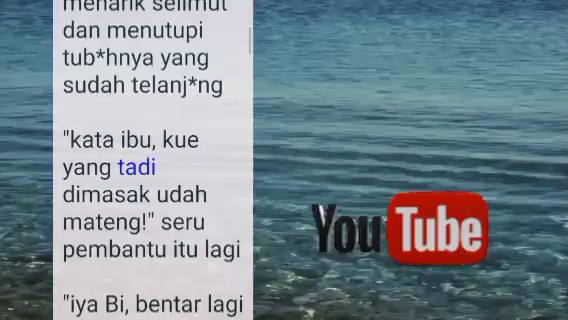 menarik selimut
dan menutupi
tub*hnya yang
sudah telanj*ng
"kata ibu, kue
yang tadi
dimasak udah
mateng!" seru
pembantu itu lagi
"iya Bi, bentar lagi
YouTube